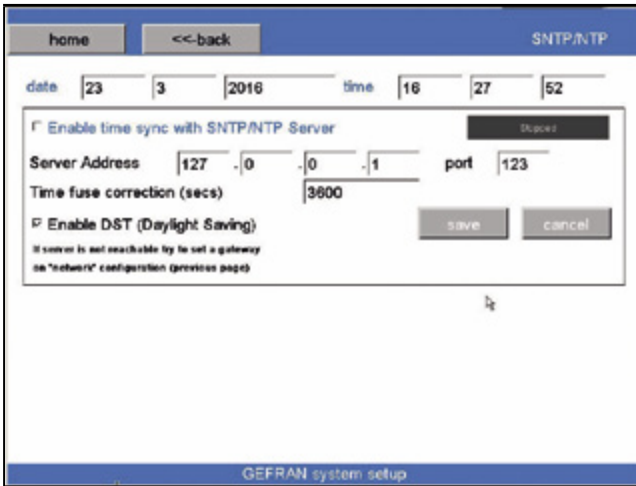 home <<-back SNTP/NTP
date 23 3 2016 time 16 27 52
Enable time sync with SNTP/NTP Server Stopped
Server Address 127 . 0 . 0 . 1 port 123
Time fuse correction (secs) 3600
Enable DST (Daylight Saving) save cancel
If server is not reachable try to set a gateway
on "network" configuration (previous page)
GEFRAN system setup